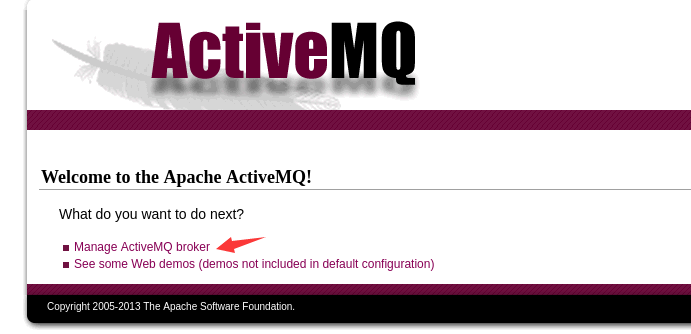 ActiveMQ
Welcome to the Apache ActiveMQ!
What do you want to do next?
Manage ActiveMQ broker
See some Web demos (demos not included in default configuration)
Copyright 2005-2013 The Apache Software Foundation.